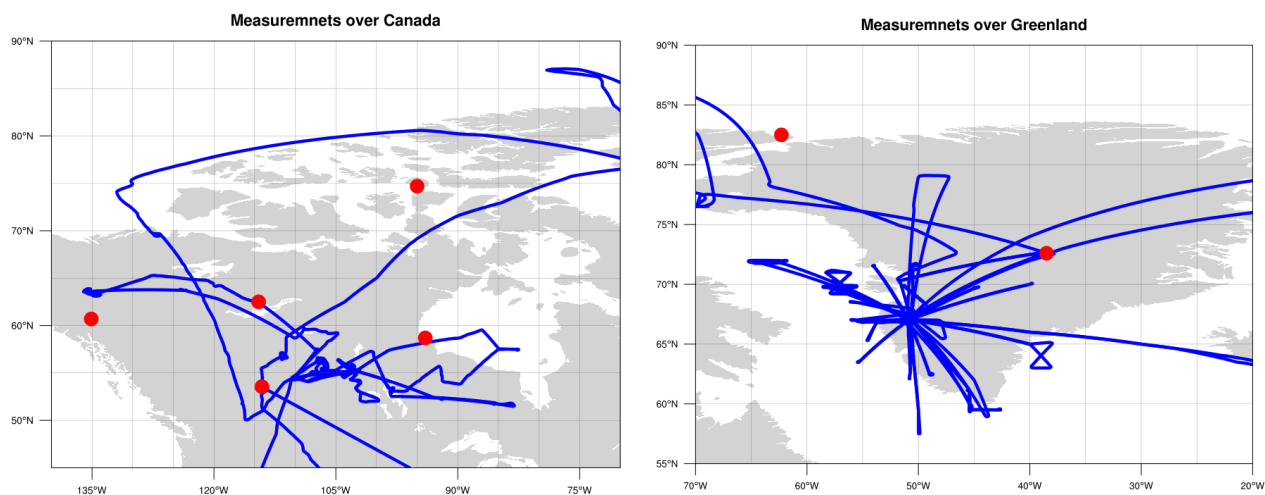 Measuremnets over Canada
90°N
80°N
70°N
60°N
50°N
135°W 120°W 105°W 90°W 75°W
Measuremnets over Greenland
90°N
85°N
80°N
75°N
70°N
65°N
60°N
55°N
70°W 60°W 50°W 40°W 30°W 20°W